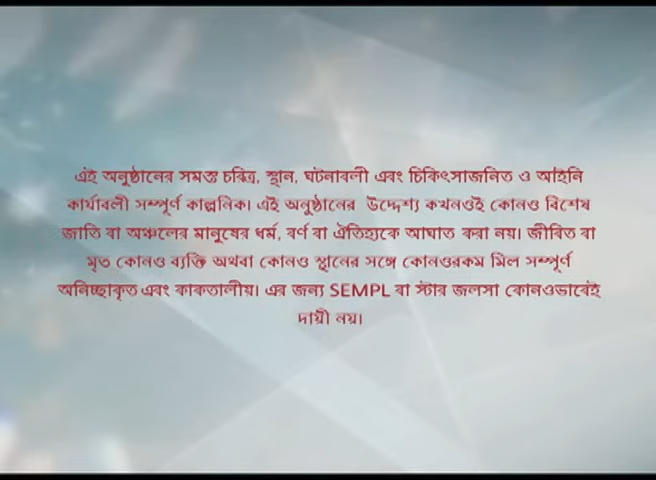 এই অনুষ্ঠানের সমস্ত চরিত্র, স্থান, ঘটনাবলী এবং চিকিৎসাজনিত ও আইনি
কার্যাবলী সম্পূর্ণ কাল্পনিক। এই অনুষ্ঠানের উদ্দেশ্য কখনওই কোনও বিশেষ
জাতি বা অঞ্চলের মানুষের ধর্ম, বর্ণ বা ঐতিহ্যকে আঘাত করা নয়। জীবিত বা
মৃত কোনও ব্যক্তি অথবা কোনও স্থানের সঙ্গে কোনওরকম মিল সম্পূর্ণ
অনিচ্ছাকৃত এবং কাকতালীয়। এর জন্য SEMPL বা স্টার জলসা কোনওভাবেই
দায়ী নয়।